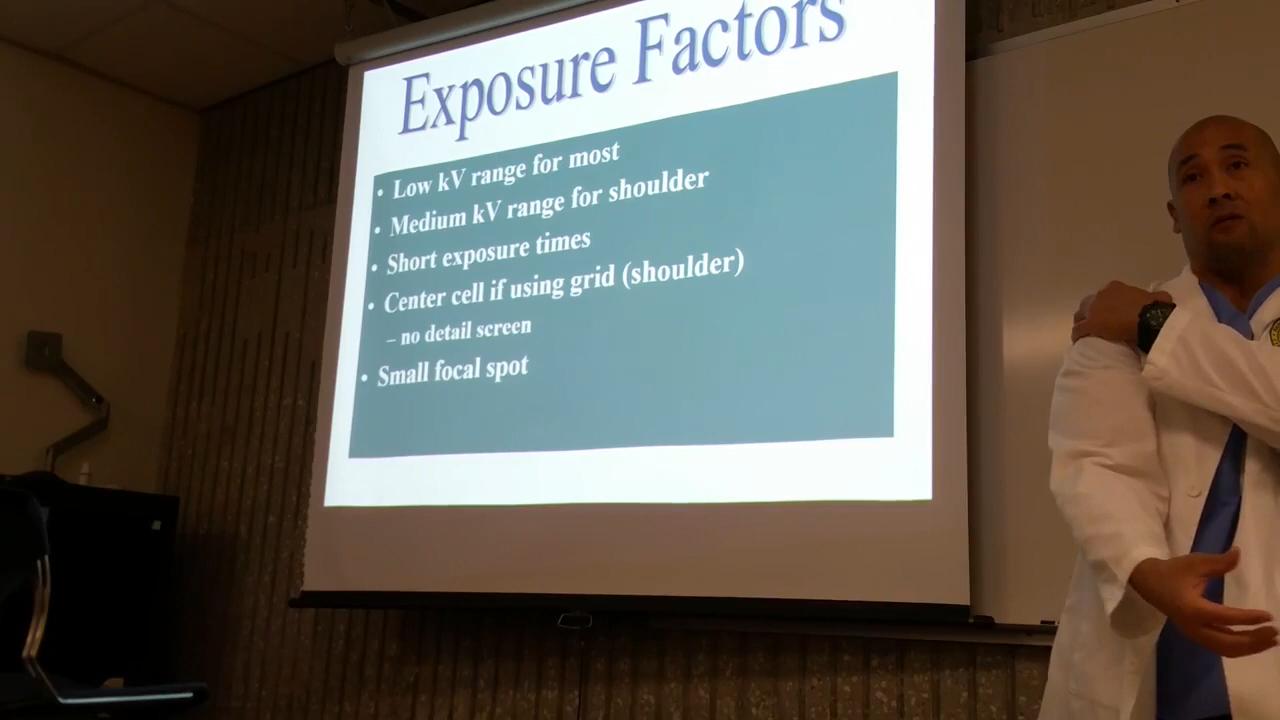 Exposure Factors
• Low kV range for most
• Medium kV range for shoulder
• Short exposure times
• Center cell if using grid (shoulder)
– no detail screen
• Small focal spot